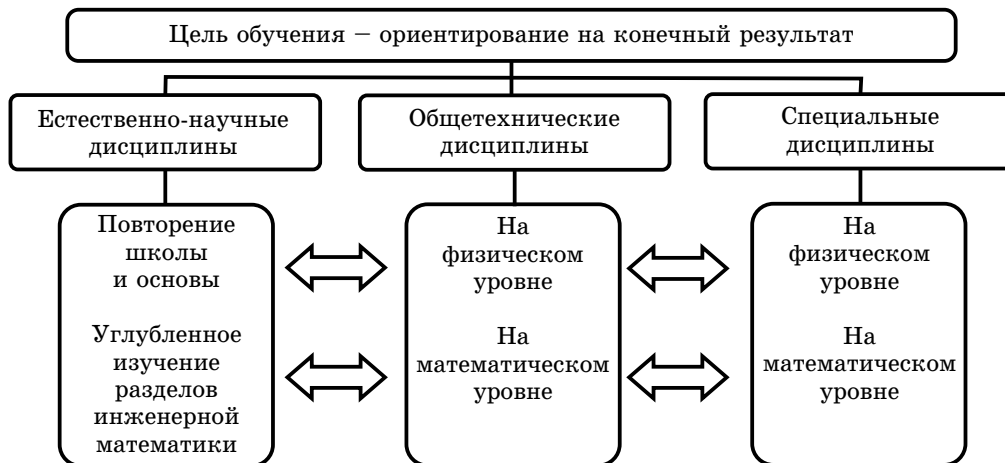 Цель обучения – ориентирование на конечный результат
Естественно-научные
дисциплины
Общетехнические
дисциплины
Специальные
дисциплины
Повторение
школы
и основы
Углубленное
изучение
разделов
инженерной
математики
На
физическом
уровне
На
математическом
уровне
На
физическом
уровне
На
математическом
уровне